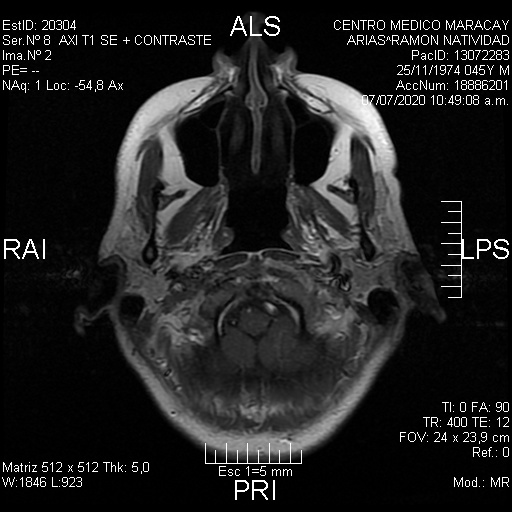 EstID: 20304
Ser.Nº 8 AXI T1 SE + CONTRASTE
Ima.Nº 2
PE= --
NAq: 1 Loc: -54,8 Ax
ALS
CENTRO MEDICO MARACAY
ARIAS^RAMON NATIVIDAD
PacID: 13072283
25/11/1974 045Y M
AccNum: 18886201
07/07/2020 10:49:08 a.m.
RAI
LPS
TI: 0 FA: 90
TR: 400 TE: 12
FOV: 24 x 23,9 cm
Ref.: 0
Mod.: MR
Matriz 512 x 512 Thk: 5,0
W:1846 L:923
Esc 1=5 mm
PRI